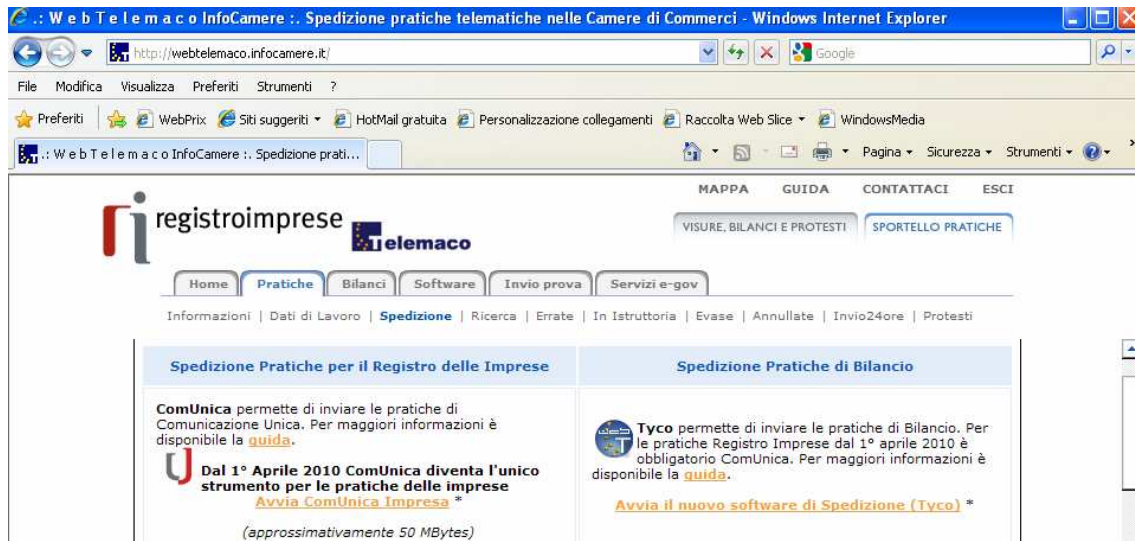 .: W e b T e l e m a c o InfoCamere :. Spedizione pratiche telematiche nelle Camere di Commerci - Windows Internet Explorer
http://webtelemaco.infocamere.it/
Google
File Modifica Visualizza Preferiti Strumenti ?
Preferiti WebPrix Siti suggeriti HotMail gratuita Personalizzazione collegamenti Raccolta Web Slice WindowsMedia
.: W e b T e l e m a c o InfoCamere :. Spedizione prati... Pagina Sicurezza Strumenti »
MAPPA GUIDA CONTATTACI ESCI
ri registroimprese Telemaco
VISURE, BILANCI E PROTESTI SPORTELLO PRATICHE
Home Pratiche Bilanci Software Invio prova Servizi e-gov
Informazioni | Dati di Lavoro | Spedizione | Ricerca | Errate | In Istruttoria | Evase | Annullate | Invio24ore | Protesti
Spedizione Pratiche per il Registro delle Imprese
ComUnica permette di inviare le pratiche di
Comunicazione Unica. Per maggiori informazioni è
disponibile la guida.
Dal 1° Aprile 2010 ComUnica diventa l'unico
strumento per le pratiche delle imprese
Avvia ComUnica Impresa *
(approssimativamente 50 MBytes)
Spedizione Pratiche di Bilancio
web T
Tyco permette di inviare le pratiche di Bilancio. Per
le pratiche Registro Imprese dal 1° aprile 2010 è
obbligatorio ComUnica. Per maggiori informazioni è
disponibile la guida.
Avvia il nuovo software di Spedizione (Tyco) *